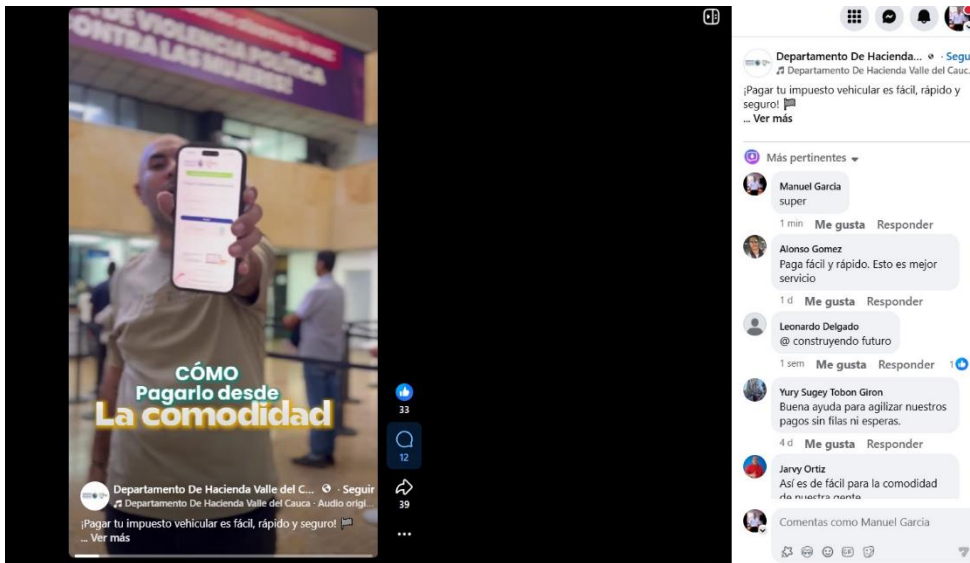 DE VIOLENCIA POLÍTICA
CONTRA LAS MUJERES!
CÓMO
Pagarlo desde
La comodidad
Departamento De Hacienda Valle del C... · Seguir
Departamento De Hacienda Valle del Cauca · Audio origi...
¡Pagar tu impuesto vehicular es fácil, rápido y seguro!
... Ver más
33
12
39
Departamento De Hacienda... · Segu
Departamento De Hacienda Valle del Cauc.
¡Pagar tu impuesto vehicular es fácil, rápido y
seguro!
... Ver más
Más pertinentes
Manuel Garcia
super
1 min Me gusta Responder
Alonso Gomez
Paga fácil y rápido. Esto es mejor
servicio
1 d Me gusta Responder
Leonardo Delgado
@ construyendo futuro
1 sem Me gusta Responder 1
Yury Sugey Tobon Giron
Buena ayuda para agilizar nuestros
pagos sin filas ni esperas.
4 d Me gusta Responder
Jarvy Ortiz
Así es de fácil para la comodidad
de nuestra gente
Comentas como Manuel Garcia
GIF